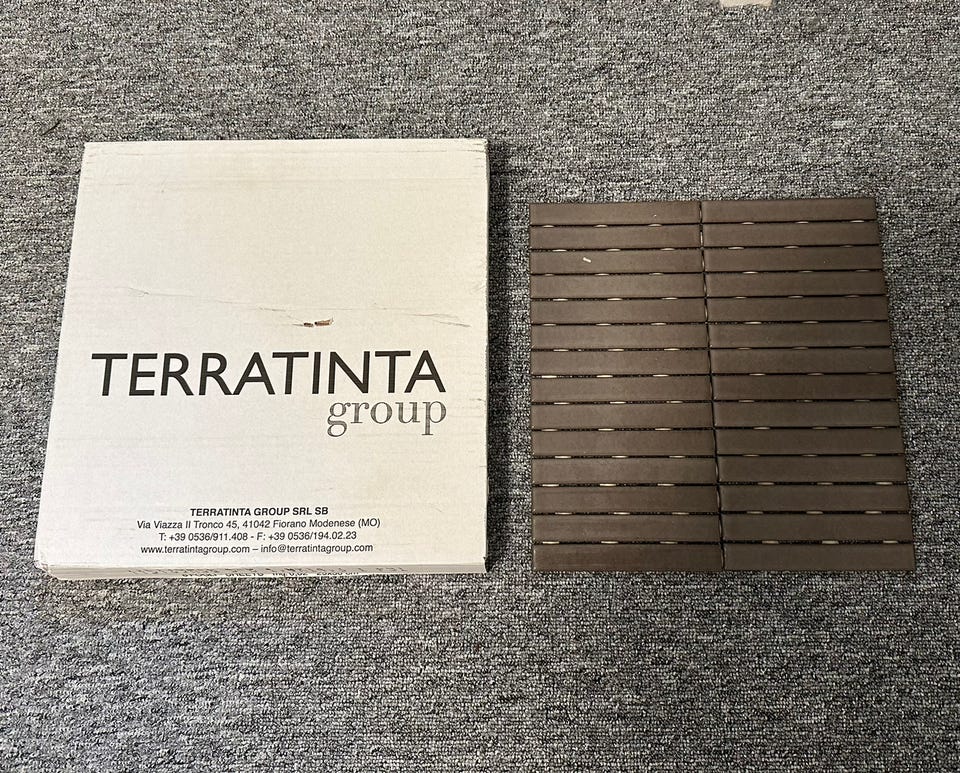 TERRATINTA
group
TERRATINTA GROUP SRL SB
Via Viazza II Tronco 45, 41042 Fiorano Modenese (MO)
T: +39 0536/911.408 - F: +39 0536/194.02.23
www.terratintagroup.com – info@terratintagroup.com